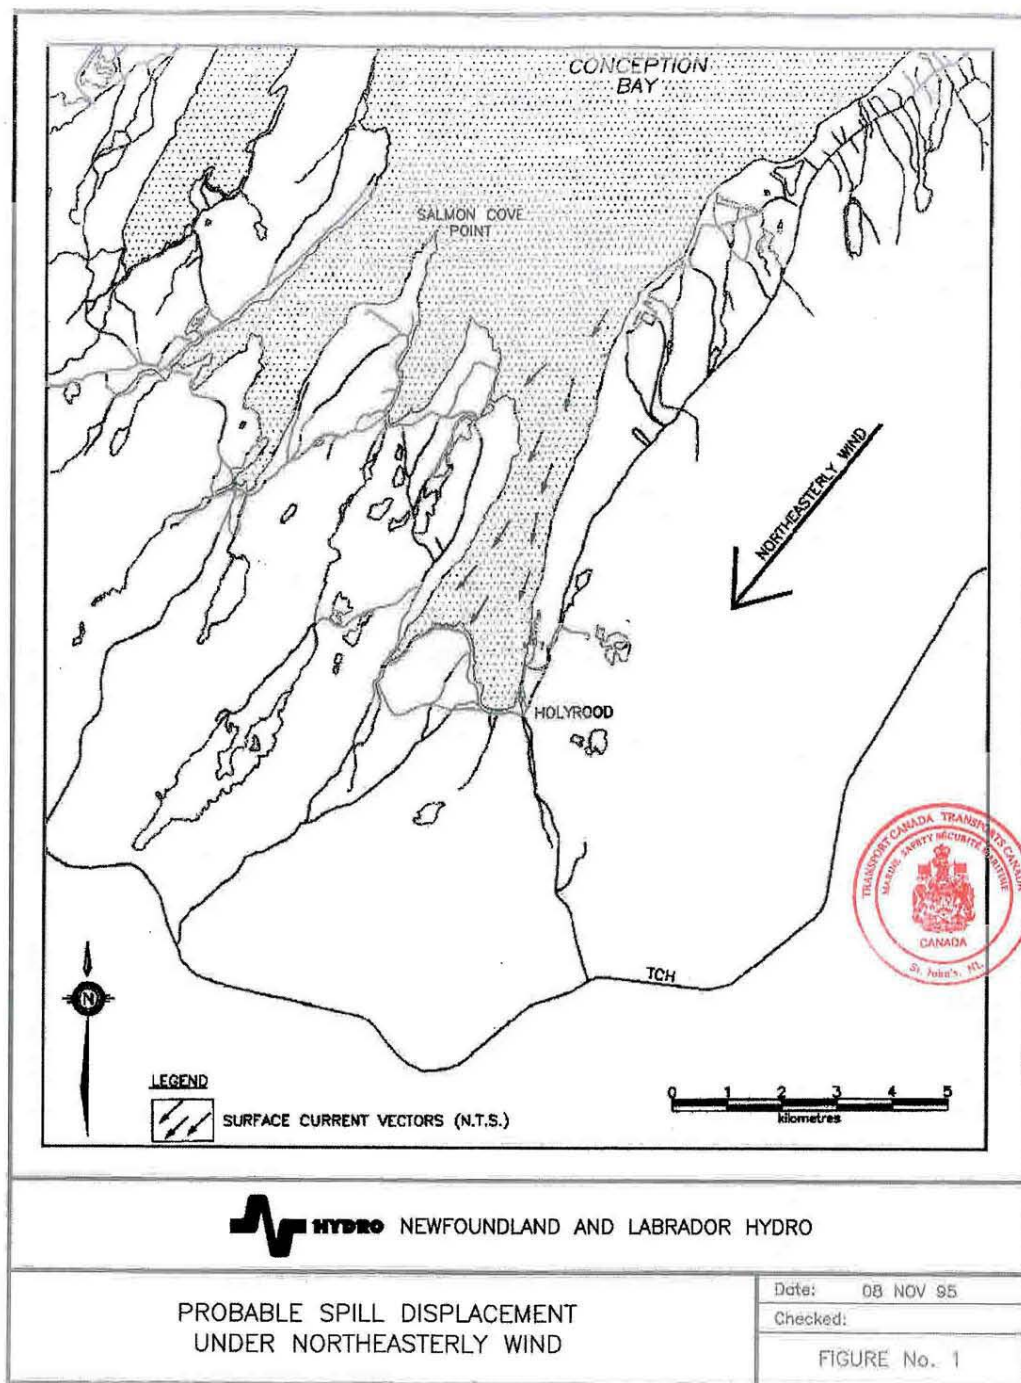 CONCEPTION
BAY
SALMON COVE
POINT
NORTHEASTERLY WIND
HOLYROOD
TRANSPORT CANADA TRANSPORTS CANADA
MARINE SAFETY SÉCURITÉ MARITIME
CANADA
St. John's, NL
TCH
N
LEGEND
SURFACE CURRENT VECTORS (N.T.S.)
0 1 2 3 4 5
kilometres
HYDRO NEWFOUNDLAND AND LABRADOR HYDRO
PROBABLE SPILL DISPLACEMENT
UNDER NORTHEASTERLY WIND
Date: 08 NOV 95
Checked:
FIGURE No. 1